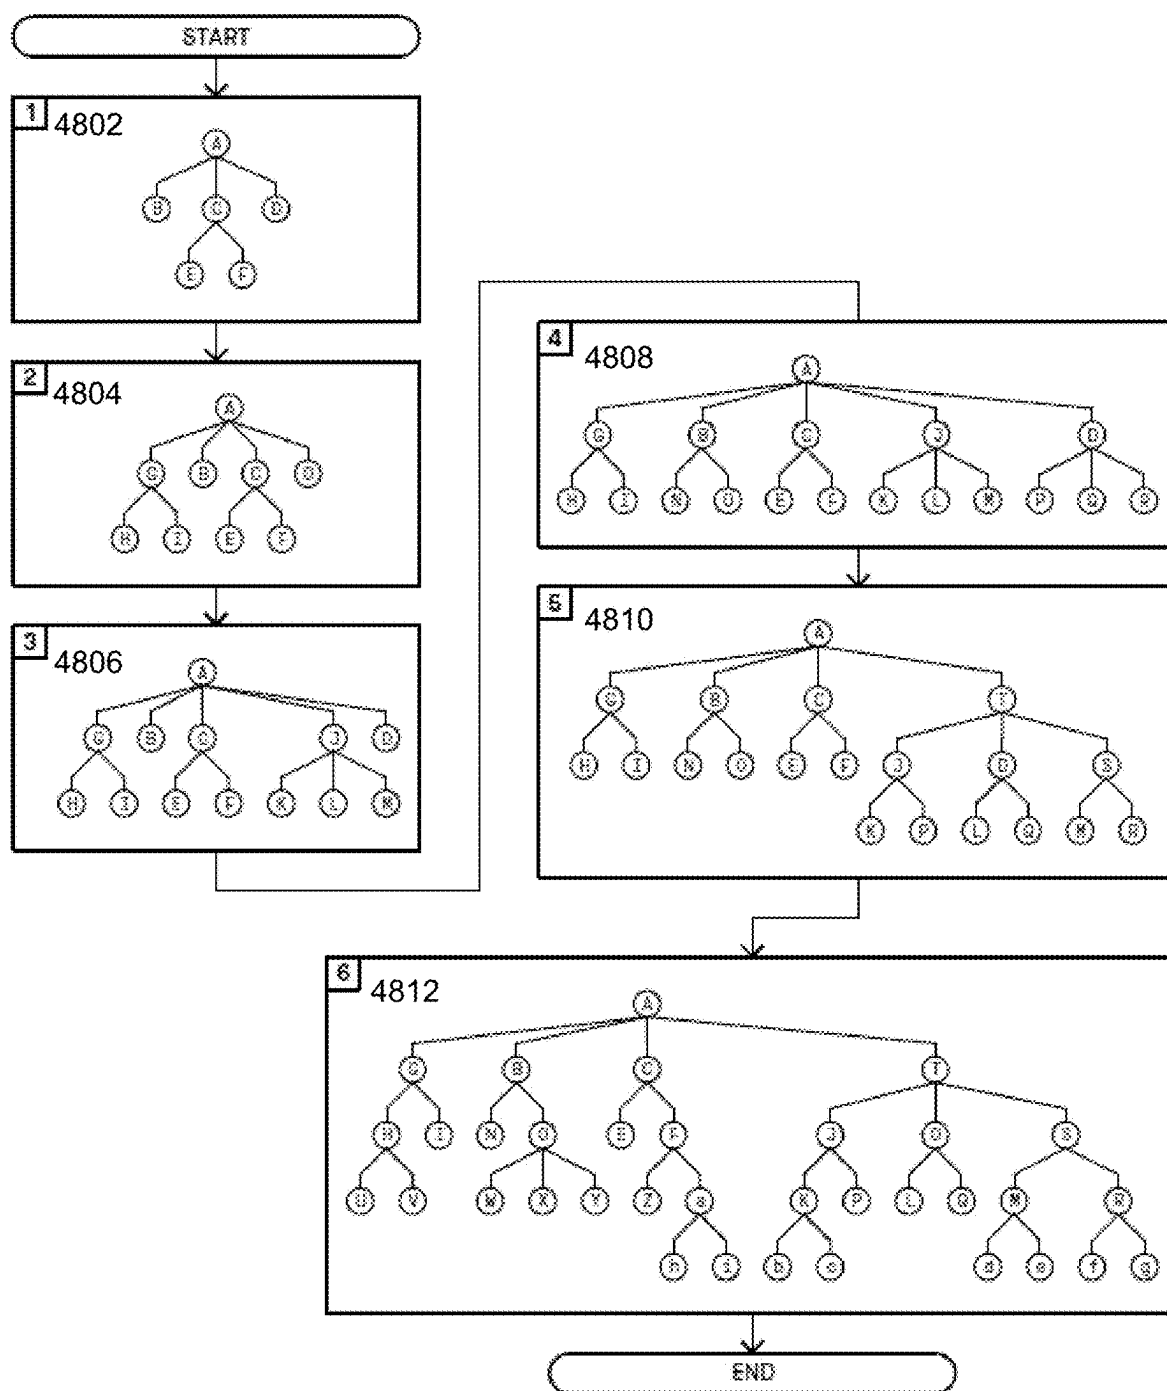 START
1 4802
A
B C D
E F
2 4804
A
G B C D
H I E F
3 4806
A
G B C J D
H I E F K L M
4 4808
A
G B C J D
H I N O E F K L M P Q R
5 4810
A
G B C T
H I N O E F J D S
K P L Q M R
6 4812
A
G B C T
H I N O E F J D S
U V W X Y Z a K P L Q M R
h i b c d e f g
END